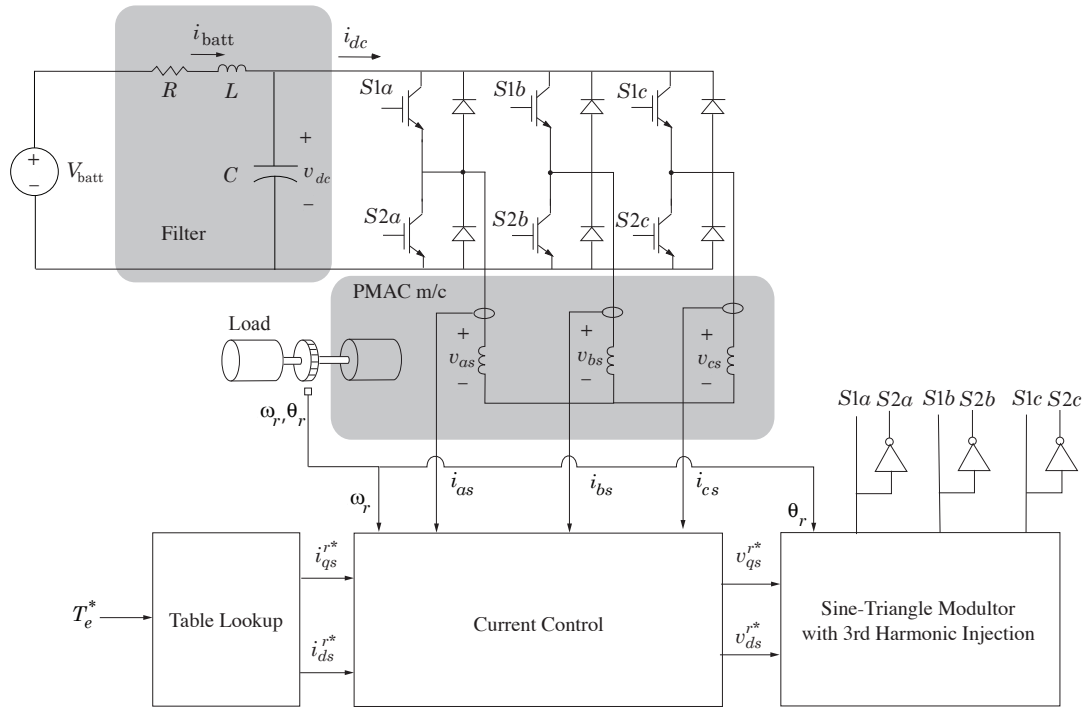 i_batt
i_dc
R
L
S1a
S1b
S1c
+
−
V_batt
C
+
v_dc
−
S2a
S2b
S2c
Filter
PMAC m/c
Load
+
v_as
−
+
v_bs
−
+
v_cs
−
ω_r, θ_r
S1a S2a S1b S2b S1c S2c
i_as
i_bs
i_cs
ω_r
θ_r
T_e^*
Table Lookup
i_qs^r*
i_ds^r*
Current Control
v_qs^r*
v_ds^r*
Sine-Triangle Modultor
with 3rd Harmonic Injection